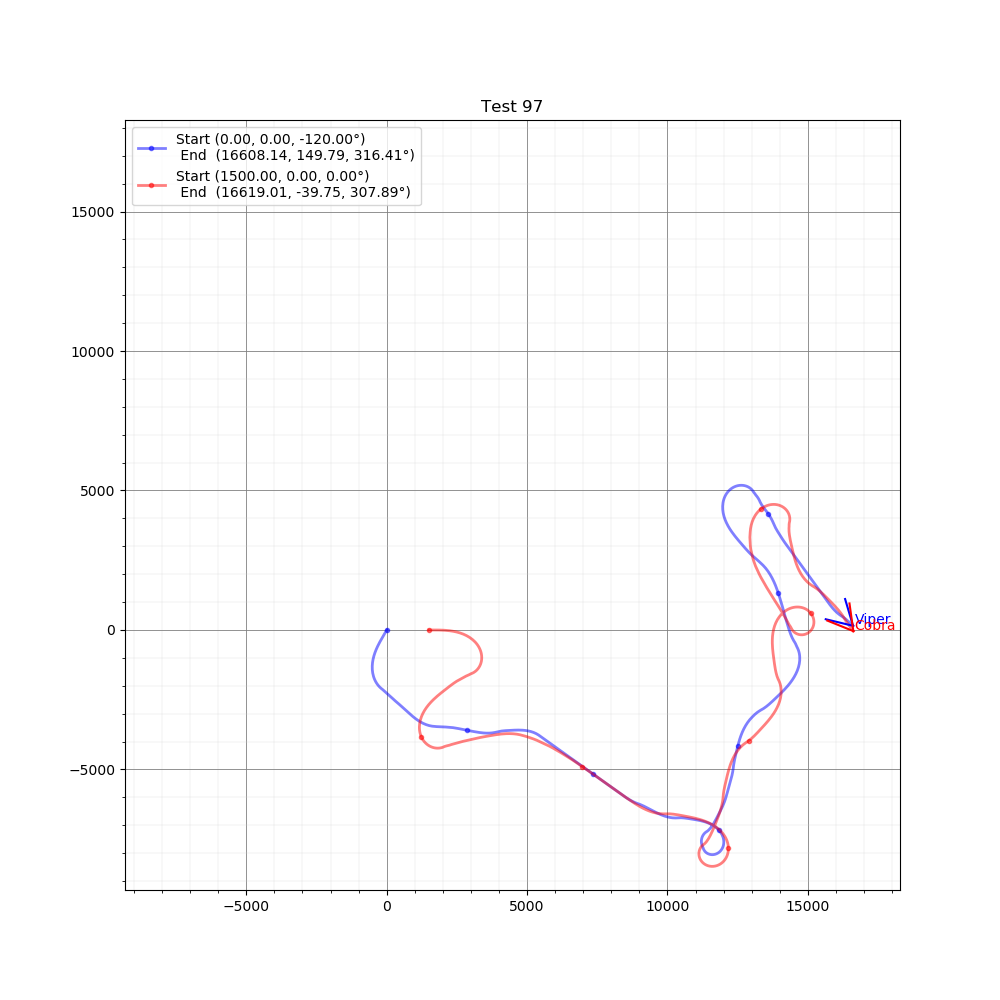 Test 97
Start (0.00, 0.00, -120.00°)
End (16608.14, 149.79, 316.41°)
Start (1500.00, 0.00, 0.00°)
End (16619.01, -39.75, 307.89°)
15000
10000
5000
0
−5000
Viper
Cobra
−5000 0 5000 10000 15000